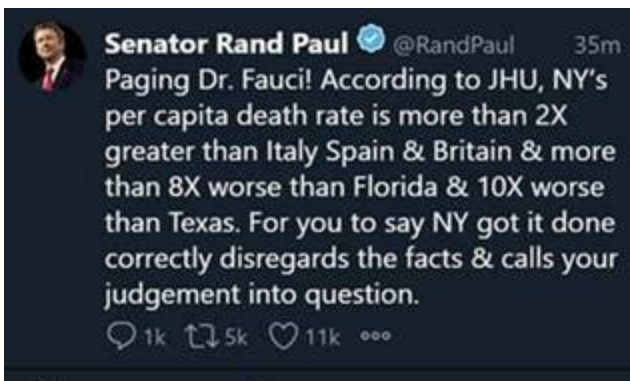 Senator Rand Paul @RandPaul 35m
Paging Dr. Fauci! According to JHU, NY's
per capita death rate is more than 2X
greater than Italy Spain & Britain & more
than 8X worse than Florida & 10X worse
than Texas. For you to say NY got it done
correctly disregards the facts & calls your
judgement into question.
1k 5k 11k